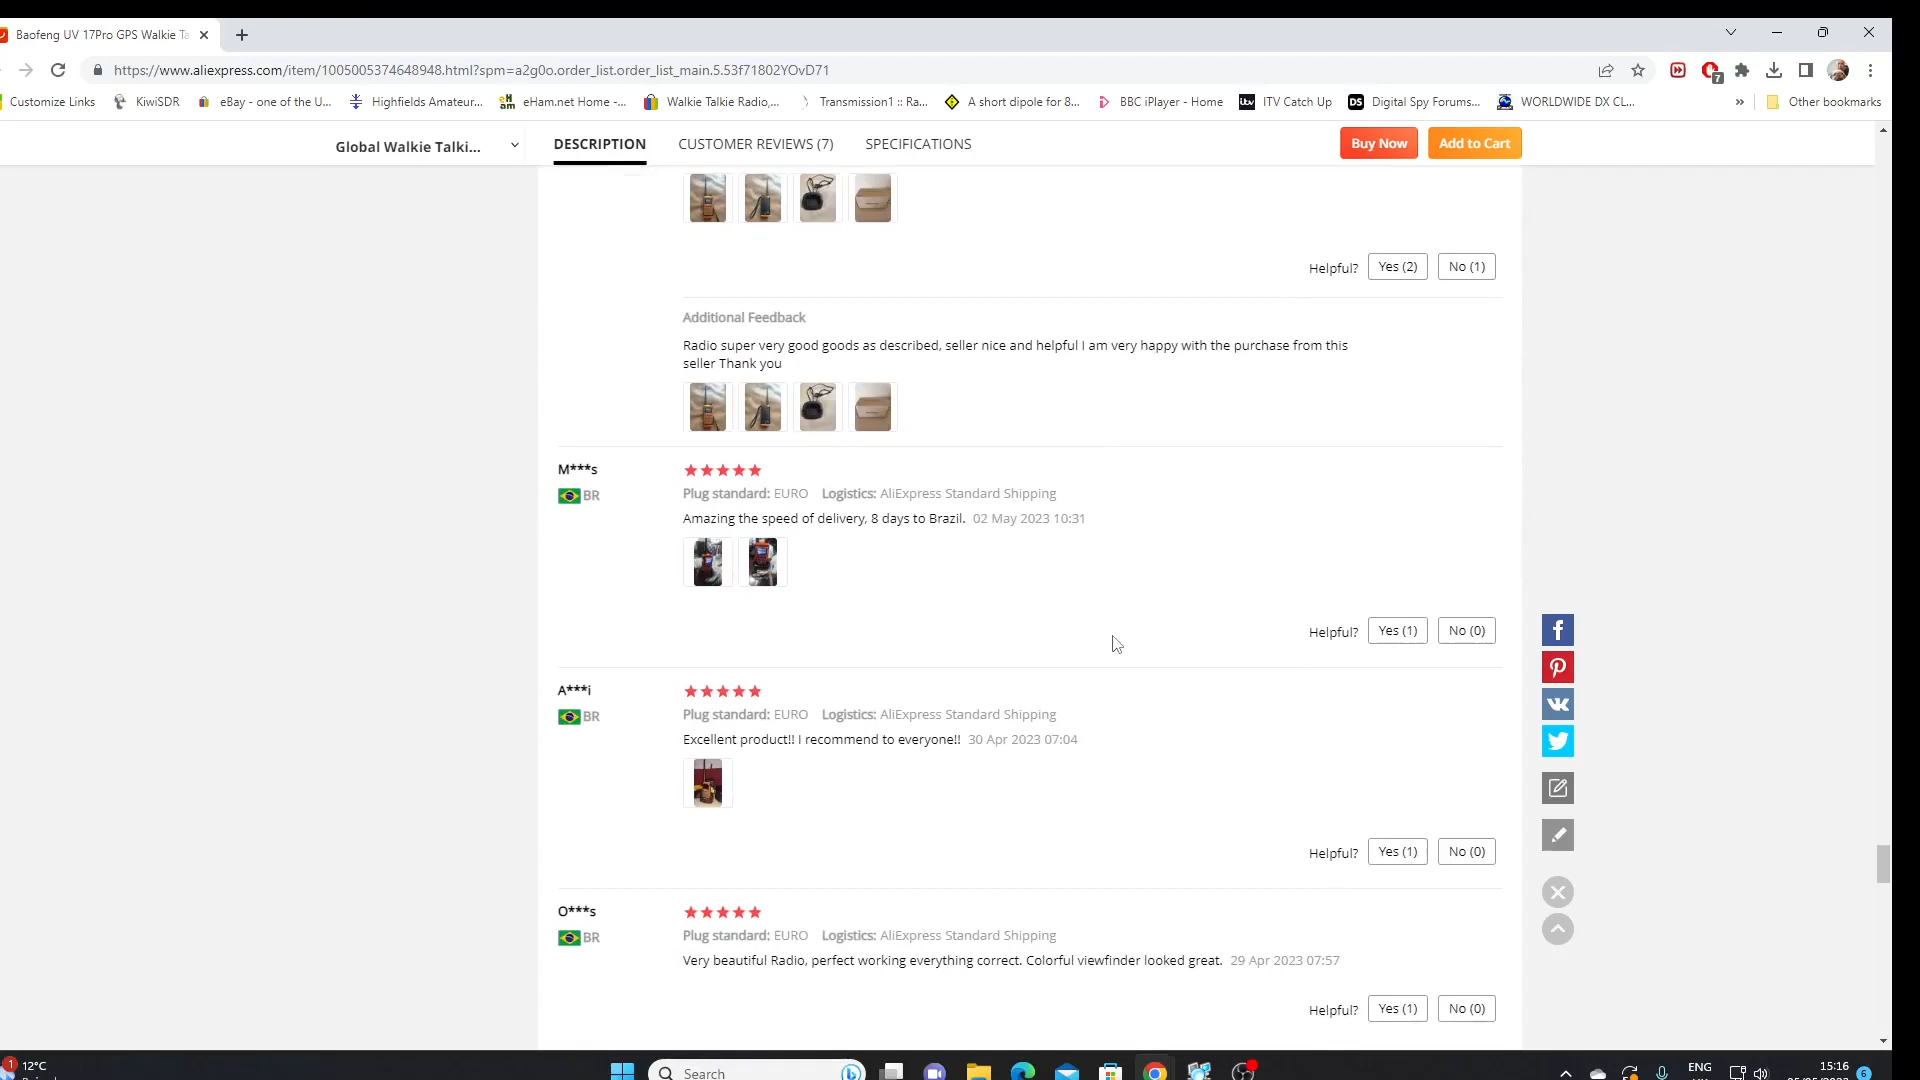 Baofeng UV 17Pro GPS Walkie Ta
https://www.aliexpress.com/item/1005005374648948.html?spm=a2g0o.order_list.order_list_main.5.53f71802YOvD71
7
Customize Links KiwiSDR eBay - one of the U... Highfields Amateur... eHam.net Home -... Walkie Talkie Radio,... Transmission1 :: Ra... A short dipole for 8... BBC iPlayer - Home ITV Catch Up Digital Spy Forums... WORLDWIDE DX CL... » Other bookmarks
Global Walkie Talki... DESCRIPTION CUSTOMER REVIEWS (7) SPECIFICATIONS Buy Now Add to Cart
Helpful? Yes (2) No (1)
Additional Feedback
Radio super very good goods as described, seller nice and helpful I am very happy with the purchase from this
seller Thank you
M***s
BR
Plug standard: EURO Logistics: AliExpress Standard Shipping
Amazing the speed of delivery, 8 days to Brazil. 02 May 2023 10:31
Helpful? Yes (1) No (0)
A***i
BR
Plug standard: EURO Logistics: AliExpress Standard Shipping
Excellent product!! I recommend to everyone!! 30 Apr 2023 07:04
Helpful? Yes (1) No (0)
O***s
BR
Plug standard: EURO Logistics: AliExpress Standard Shipping
Very beautiful Radio, perfect working everything correct. Colorful viewfinder looked great. 29 Apr 2023 07:57
Helpful? Yes (1) No (0)
1 12°C
Search
ENG
15:16
6